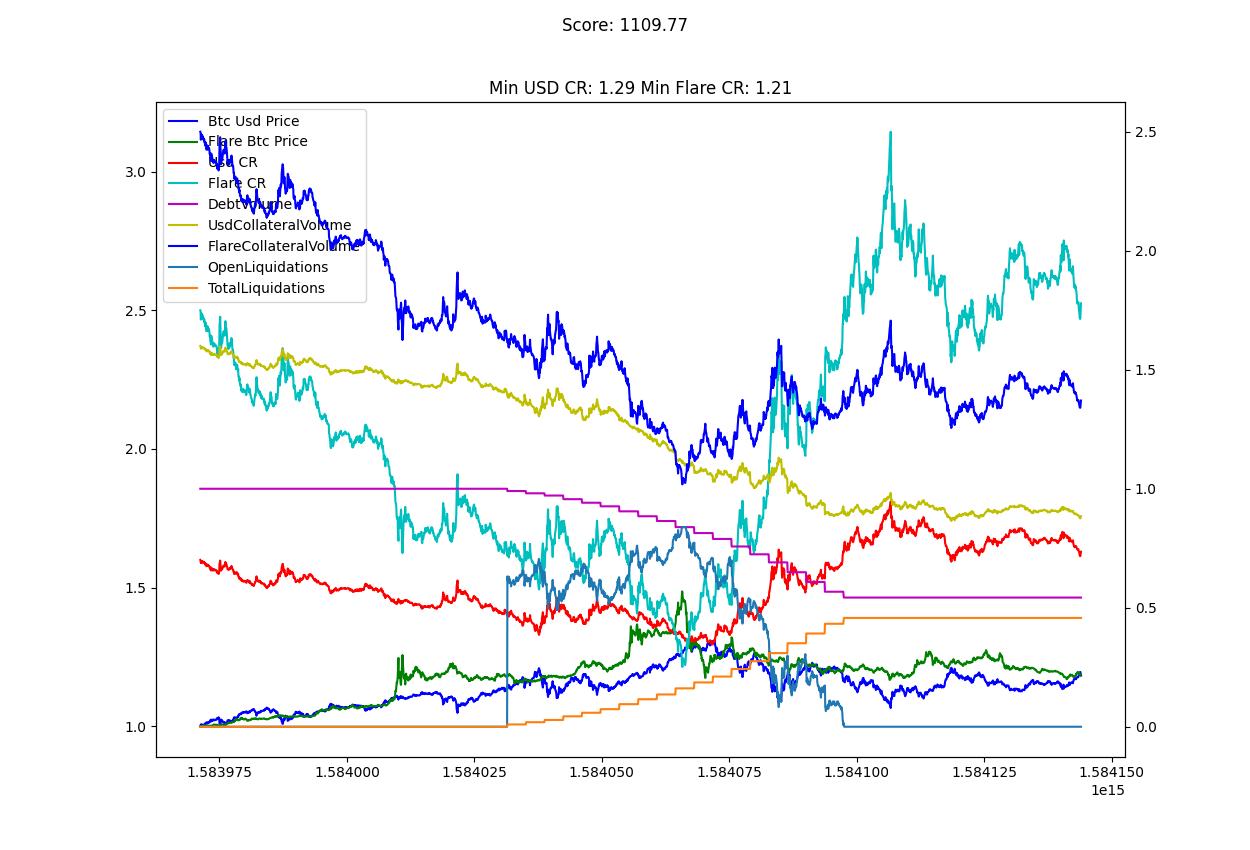 Score: 1109.77
Min USD CR: 1.29 Min Flare CR: 1.21
Btc Usd Price
Flare Btc Price
Usd CR
Flare CR
DebtVolume
UsdCollateralVolume
FlareCollateralVolume
OpenLiquidations
TotalLiquidations
3.0
2.5
2.0
1.5
1.0
2.5
2.0
1.5
1.0
0.5
0.0
1.583975 1.584000 1.584025 1.584050 1.584075 1.584100 1.584125 1.584150
1e15